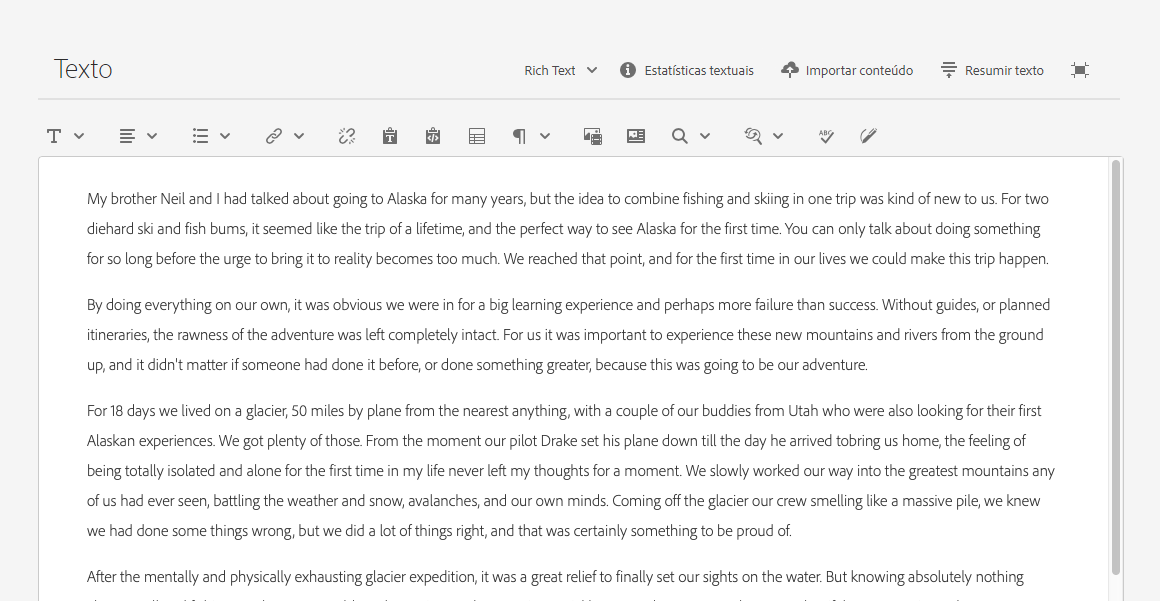 Texto
Rich Text
Estatísticas textuais
Importar conteúdo
Resumir texto
ABC
My brother Neil and I had talked about going to Alaska for many years, but the idea to combine fishing and skiing in one trip was kind of new to us. For two
diehard ski and fish bums, it seemed like the trip of a lifetime, and the perfect way to see Alaska for the first time. You can only talk about doing something
for so long before the urge to bring it to reality becomes too much. We reached that point, and for the first time in our lives we could make this trip happen.
By doing everything on our own, it was obvious we were in for a big learning experience and perhaps more failure than success. Without guides, or planned
itineraries, the rawness of the adventure was left completely intact. For us it was important to experience these new mountains and rivers from the ground
up, and it didn't matter if someone had done it before, or done something greater, because this was going to be our adventure.
For 18 days we lived on a glacier, 50 miles by plane from the nearest anything, with a couple of our buddies from Utah who were also looking for their first
Alaskan experiences. We got plenty of those. From the moment our pilot Drake set his plane down till the day he arrived tobring us home, the feeling of
being totally isolated and alone for the first time in my life never left my thoughts for a moment. We slowly worked our way into the greatest mountains any
of us had ever seen, battling the weather and snow, avalanches, and our own minds. Coming off the glacier our crew smelling like a massive pile, we knew
we had done some things wrong, but we did a lot of things right, and that was certainly something to be proud of.
After the mentally and physically exhausting glacier expedition, it was a great relief to finally set our sights on the water. But knowing absolutely nothing